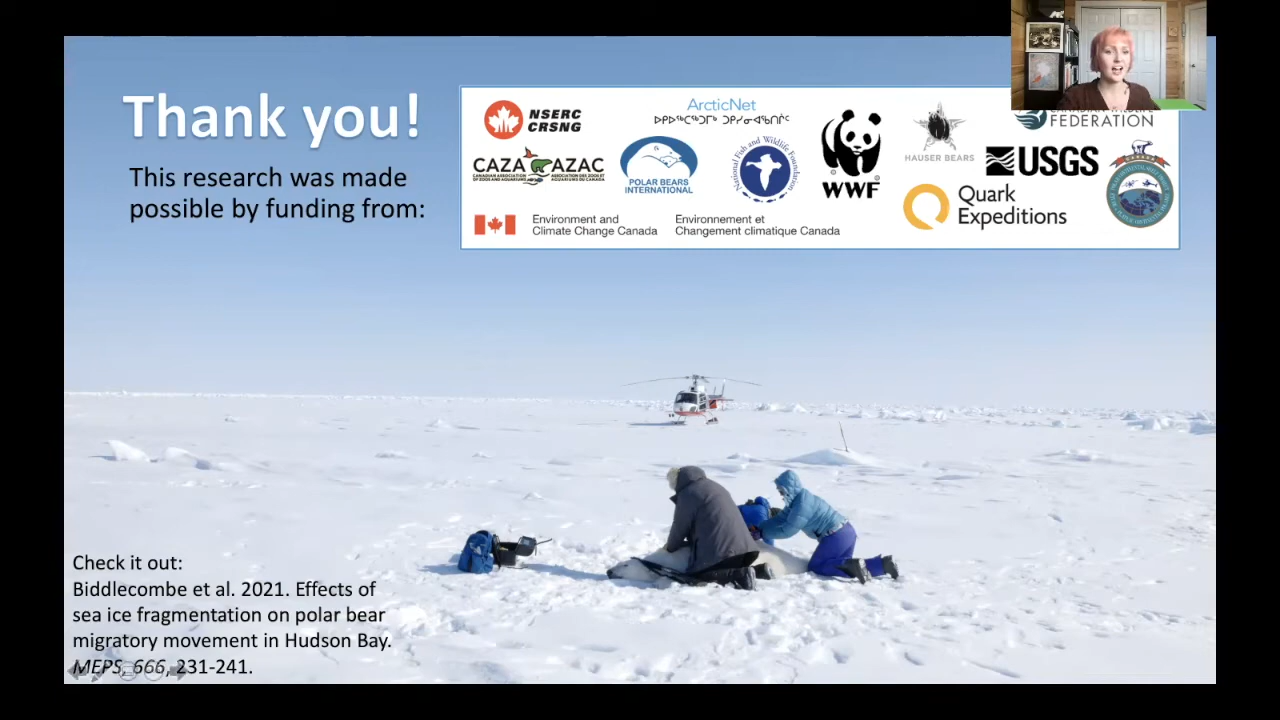 Thank you!
This research was made
possible by funding from:
NSERC
CRSNG
ArcticNet
ᐅᑭᐅᖅᑕᖅᑐᒥᒃ ᑐᑭᓯᓂᐊᖃᑎᒌᑦ
CAZA AZAC
CANADIAN ASSOCIATION
OF ZOOS AND AQUARIUMS
ASSOCIATION DES ZOOS ET
AQUARIUMS DU CANADA
POLAR BEARS
INTERNATIONAL
National Fish and Wildlife Foundation
WWF
HAUSER BEARS
FEDERATION
USGS
Quark
Expeditions
CANADA
Environment and
Climate Change Canada
Environnement et
Changement climatique Canada
Check it out:
Biddlecombe et al. 2021. Effects of
sea ice fragmentation on polar bear
migratory movement in Hudson Bay.
MEPS, 666, 231-241.